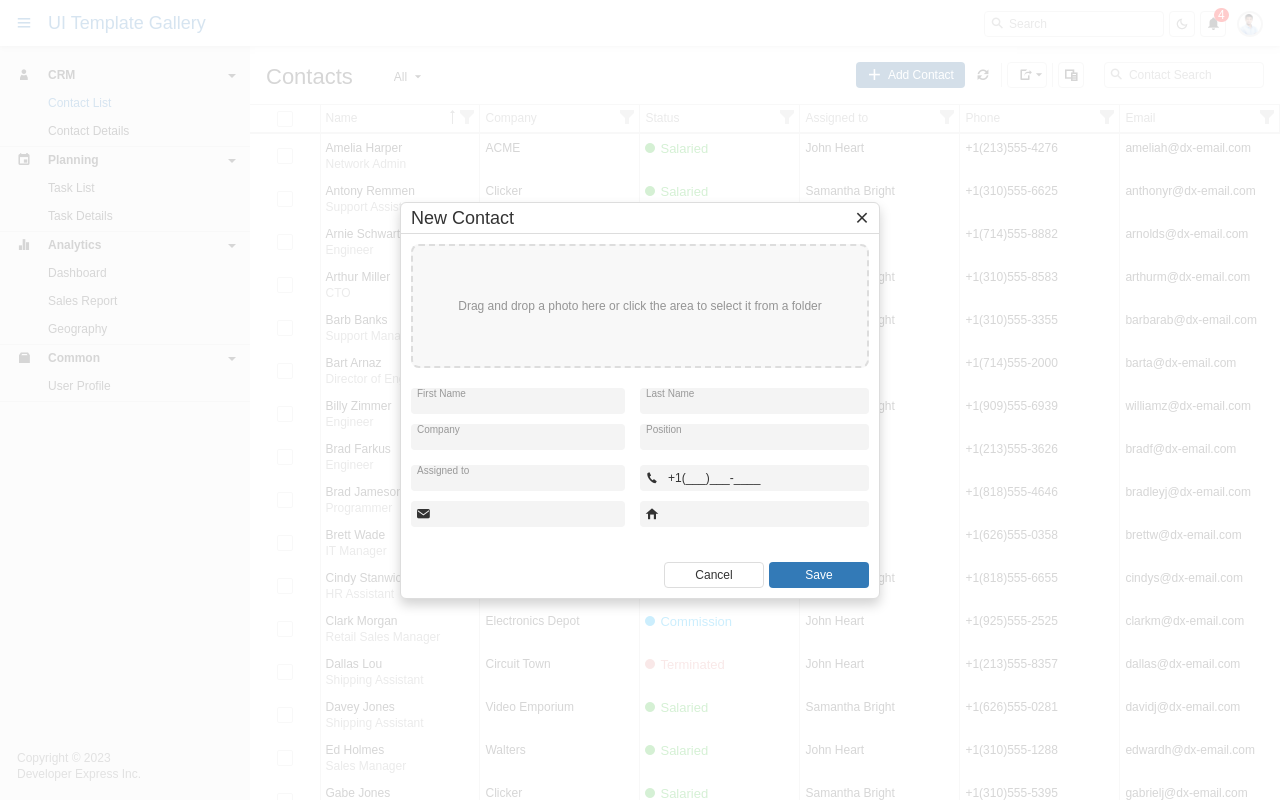 UI Template Gallery
Search
4
CRM
Contact List
Contact Details
Planning
Task List
Task Details
Analytics
Dashboard
Sales Report
Geography
Common
User Profile
Copyright © 2023
Developer Express Inc.
Contacts
All
Add Contact
Contact Search
Name Company Status Assigned to Phone Email
Amelia Harper ACME Salaried John Heart +1(213)555-4276 ameliah@dx-email.com
Network Admin
Antony Remmen Clicker Salaried Samantha Bright +1(310)555-6625 anthonyr@dx-email.com
Support Assis
Arnie Schwart +1(714)555-8882 arnolds@dx-email.com
Engineer
Arthur Miller ght +1(310)555-8583 arthurm@dx-email.com
CTO
Barb Banks ght +1(310)555-3355 barbarab@dx-email.com
Support Mana
Bart Arnaz +1(714)555-2000 barta@dx-email.com
Director of En
Billy Zimmer ght +1(909)555-6939 williamz@dx-email.com
Engineer
Brad Farkus +1(213)555-3626 bradf@dx-email.com
Engineer
Brad Jameson +1(818)555-4646 bradleyj@dx-email.com
Programmer
Brett Wade +1(626)555-0358 brettw@dx-email.com
IT Manager
Cindy Stanwic ght +1(818)555-6655 cindys@dx-email.com
HR Assistant
Clark Morgan Electronics Depot Commission John Heart +1(925)555-2525 clarkm@dx-email.com
Retail Sales Manager
Dallas Lou Circuit Town Terminated John Heart +1(213)555-8357 dallas@dx-email.com
Shipping Assistant
Davey Jones Video Emporium Salaried Samantha Bright +1(626)555-0281 davidj@dx-email.com
Shipping Assistant
Ed Holmes Walters Salaried John Heart +1(310)555-1288 edwardh@dx-email.com
Sales Manager
Gabe Jones Clicker Salaried Samantha Bright +1(310)555-5395 gabrielj@dx-email.com
New Contact
Drag and drop a photo here or click the area to select it from a folder
First Name
Last Name
Company
Position
Assigned to
+1(___)___-____
Cancel
Save